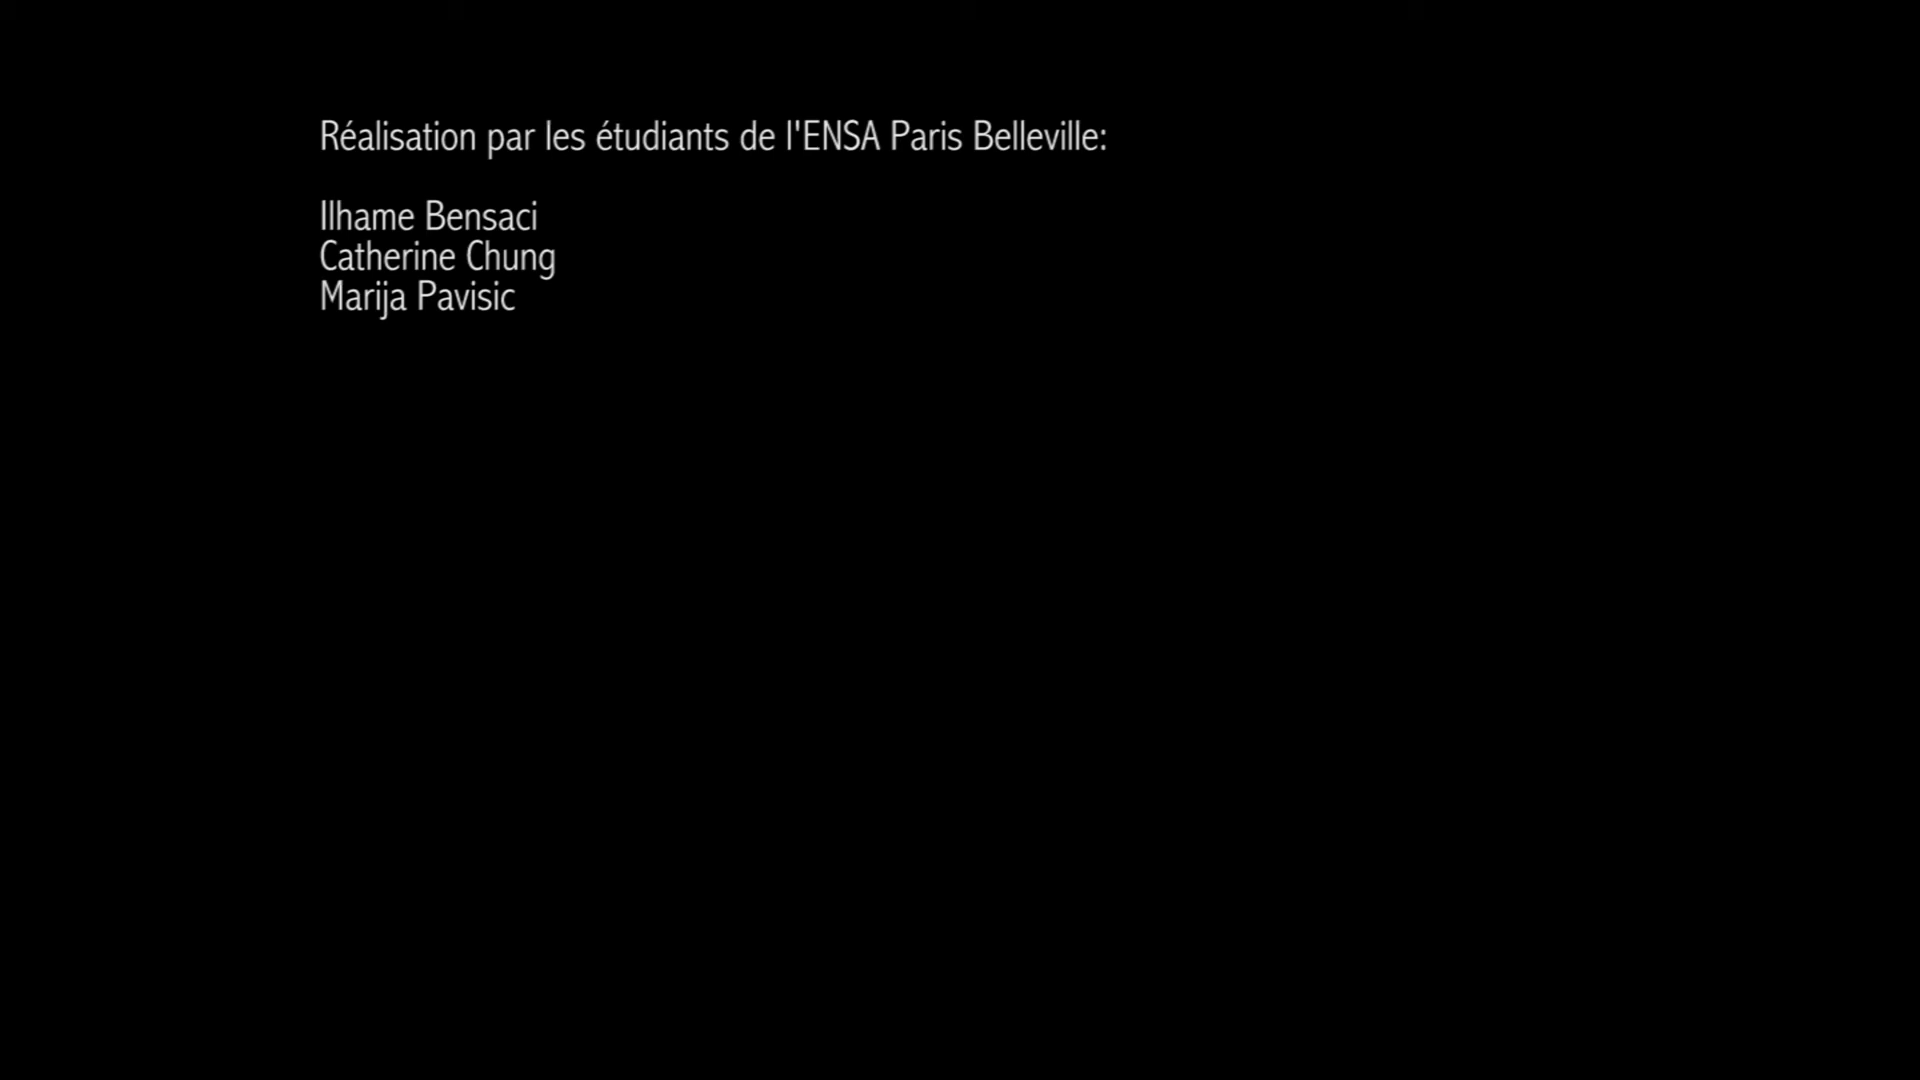 Réalisation par les étudiants de l'ENSA Paris Belleville:
Ilhame Bensaci
Catherine Chung
Marija Pavisic